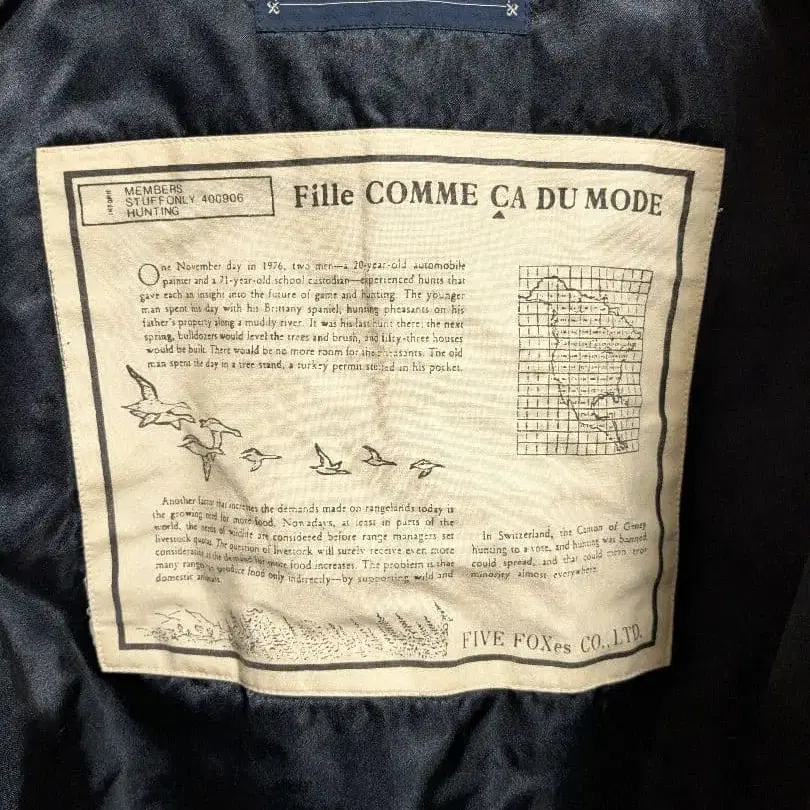 MEMBERS
STUFFONLY 400906
HUNTING
Fille COMME ÇA DU MODE
One November day in 1976, two men—a 20-year-old automobile
painter and a 71-year-old school custodian—experienced hunts that
gave each an insight into the future of game and hunting. The younger
man spent his day with his Brittany spaniel, hunting pheasants on his
father's property along a muddy river. It was his last hunt there; the next
spring, bulldozers would level the trees and brush, and fifty-three houses
would be built. There would be no more room for the pheasants. The old
man spent the day in a tree stand, a turkey permit stuffed in his pocket.
Another factor that increases the demands made on rangelands today is
the growing need for more food. Nowadays, at least in parts of the
world, the needs of wildlife are considered before range managers set
livestock quotas. The question of livestock will surely receive even more
consideration as the demand for more food increases. The problem is that
many ranges produce food only indirectly—by supporting wild and
domestic animals.
In Switzerland, the Canton of Geney
hunting to a vote, and hunting was banned.
could spread, and that could mean
minority almost everywhere.
FIVE FOXes CO.,LTD.